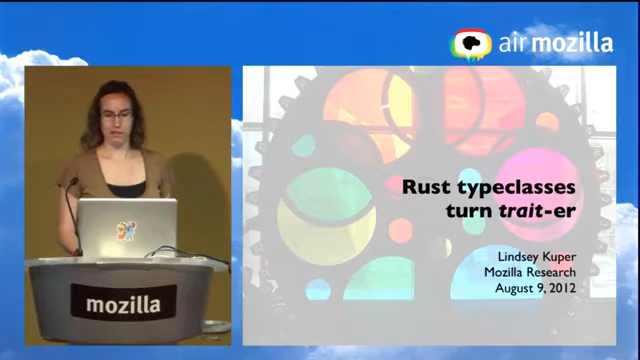 air mozilla
Rust typeclasses
turn trait-er
Lindsey Kuper
Mozilla Research
August 9, 2012
mozilla